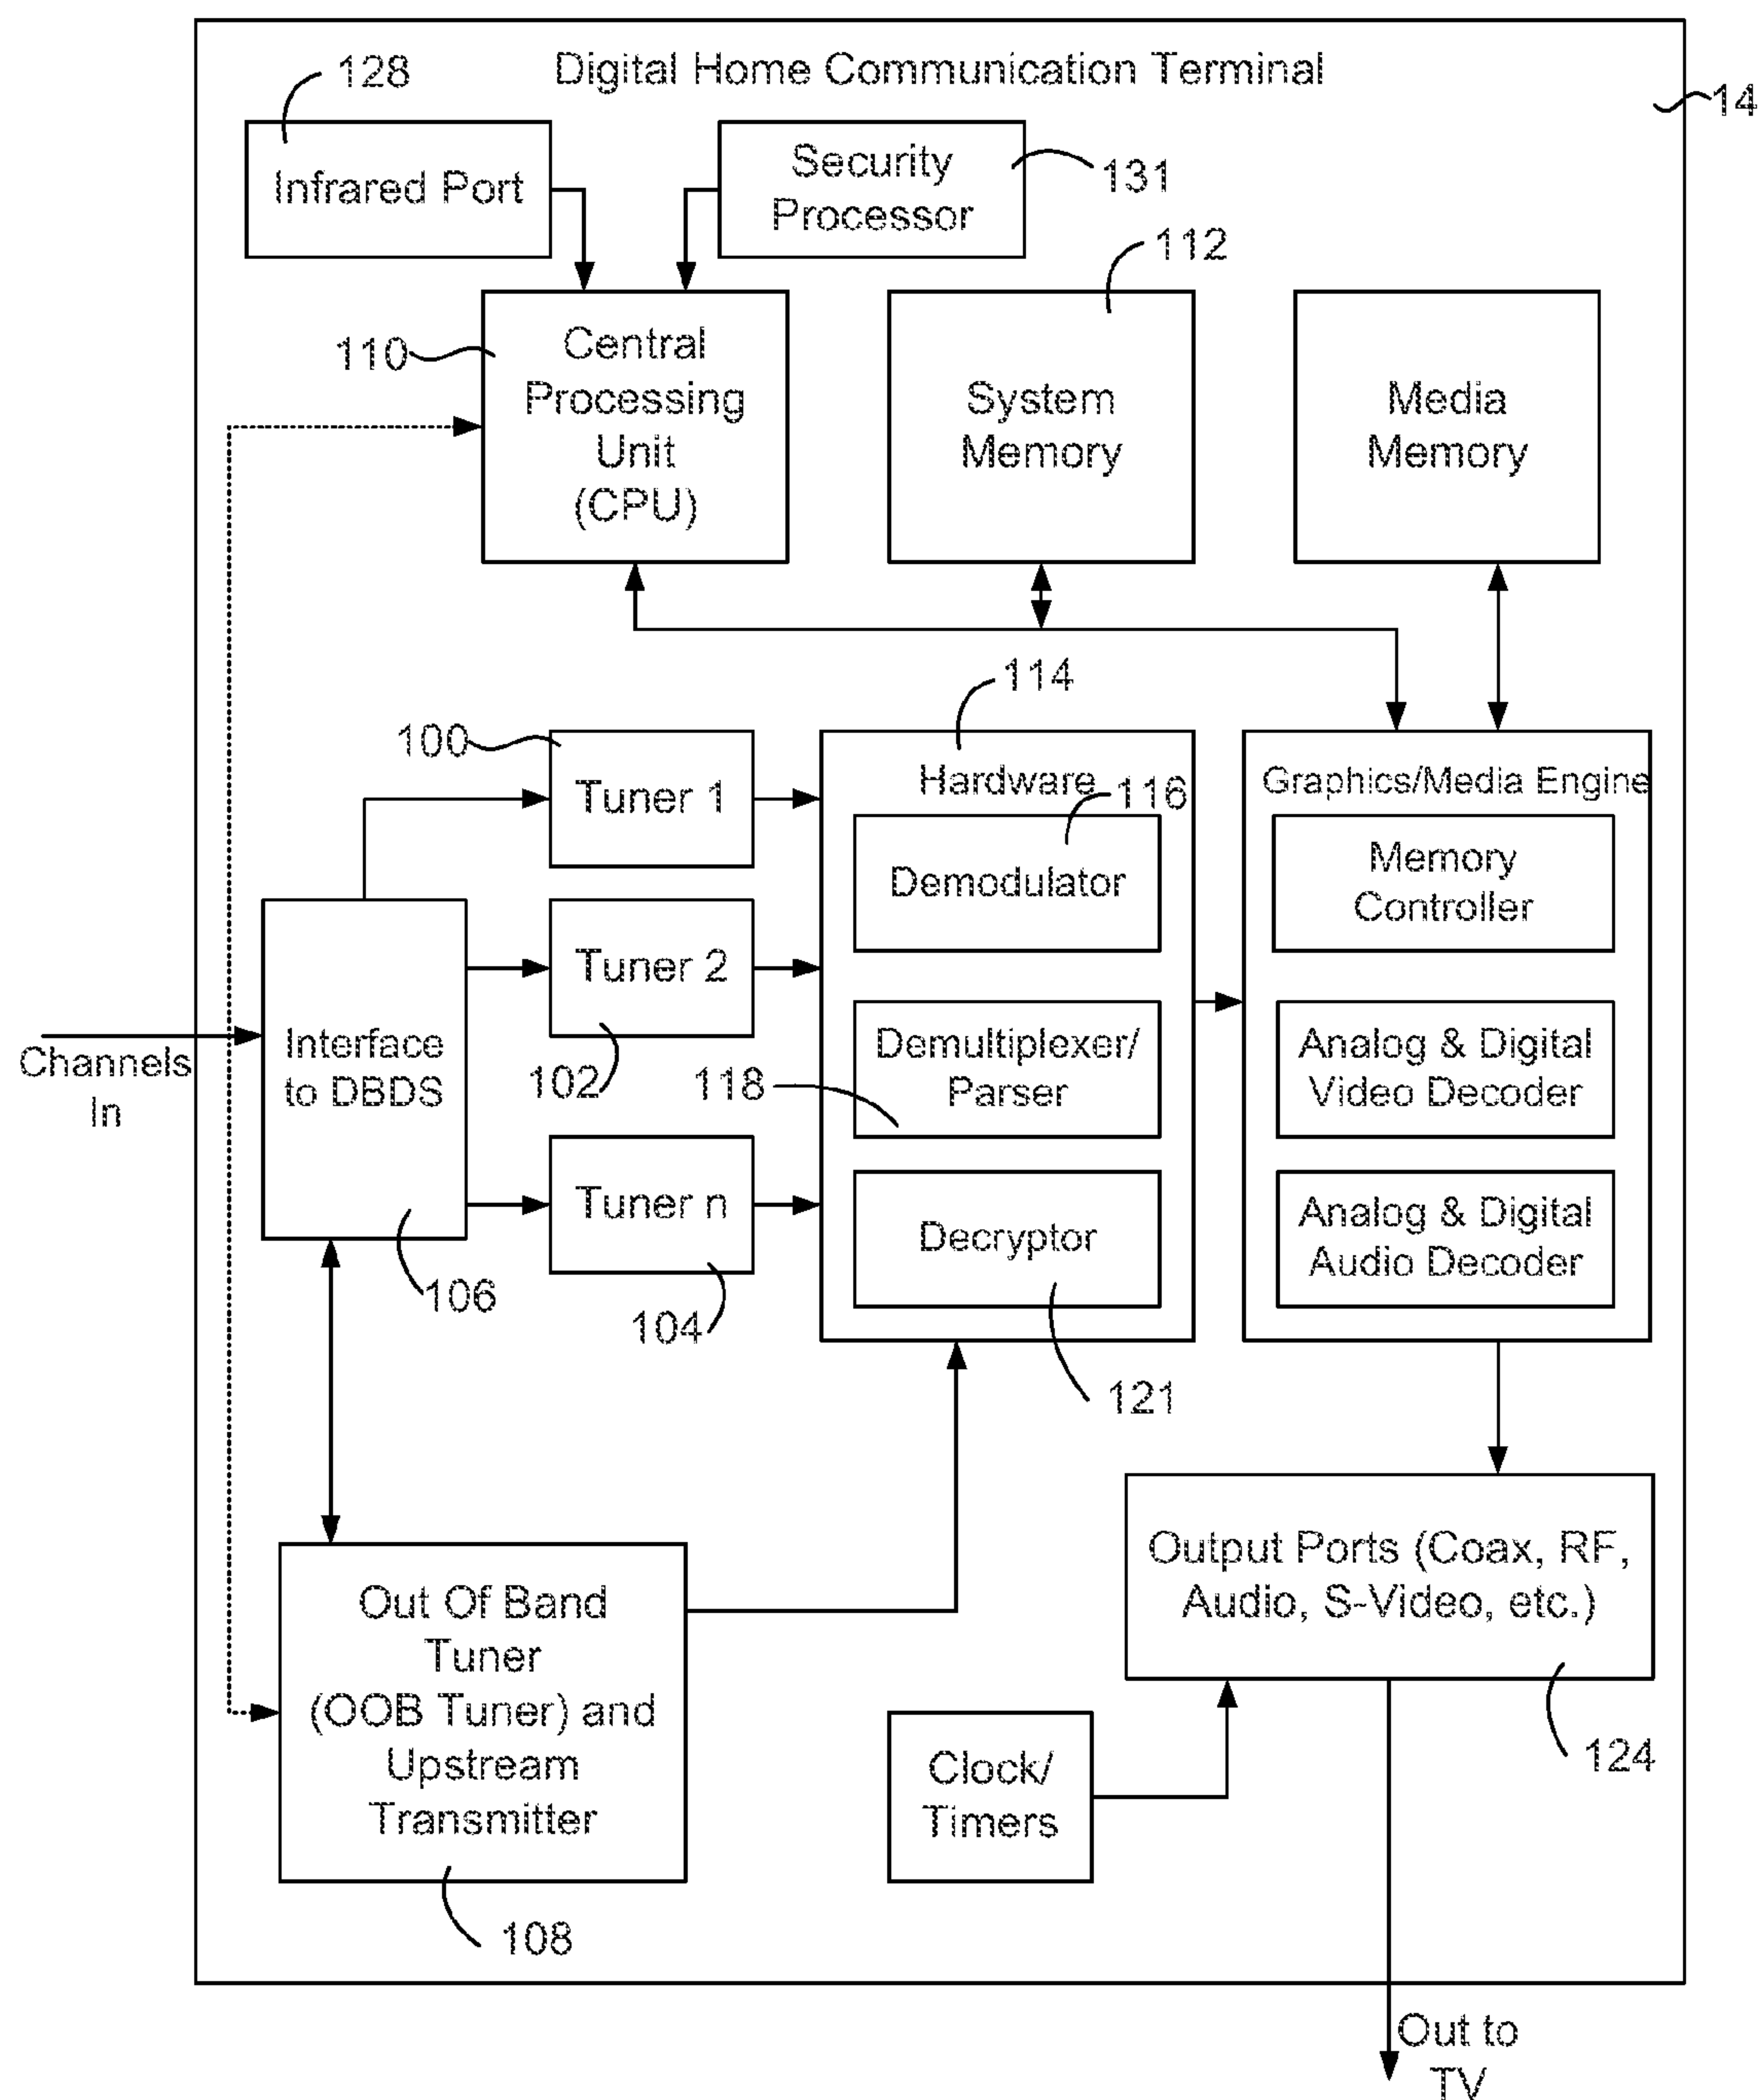 Digital Home Communication Terminal
128
14
Infrared Port
Security
Processor
131
112
110
Central
Processing
Unit
(CPU)
System
Memory
Media
Memory
114
100
Tuner 1
Hardware
116
Demodulator
Graphics/Media Engine
Memory
Controller
Tuner 2
102
Channels
In
Interface
to DBDS
118
Demultiplexer/
Parser
Analog & Digital
Video Decoder
Tuner n
104
106
Decryptor
121
Analog & Digital
Audio Decoder
Out Of Band
Tuner
(OOB Tuner) and
Upstream
Transmitter
108
Output Ports (Coax, RF,
Audio, S-Video, etc.)
124
Clock/
Timers
Out to
TV